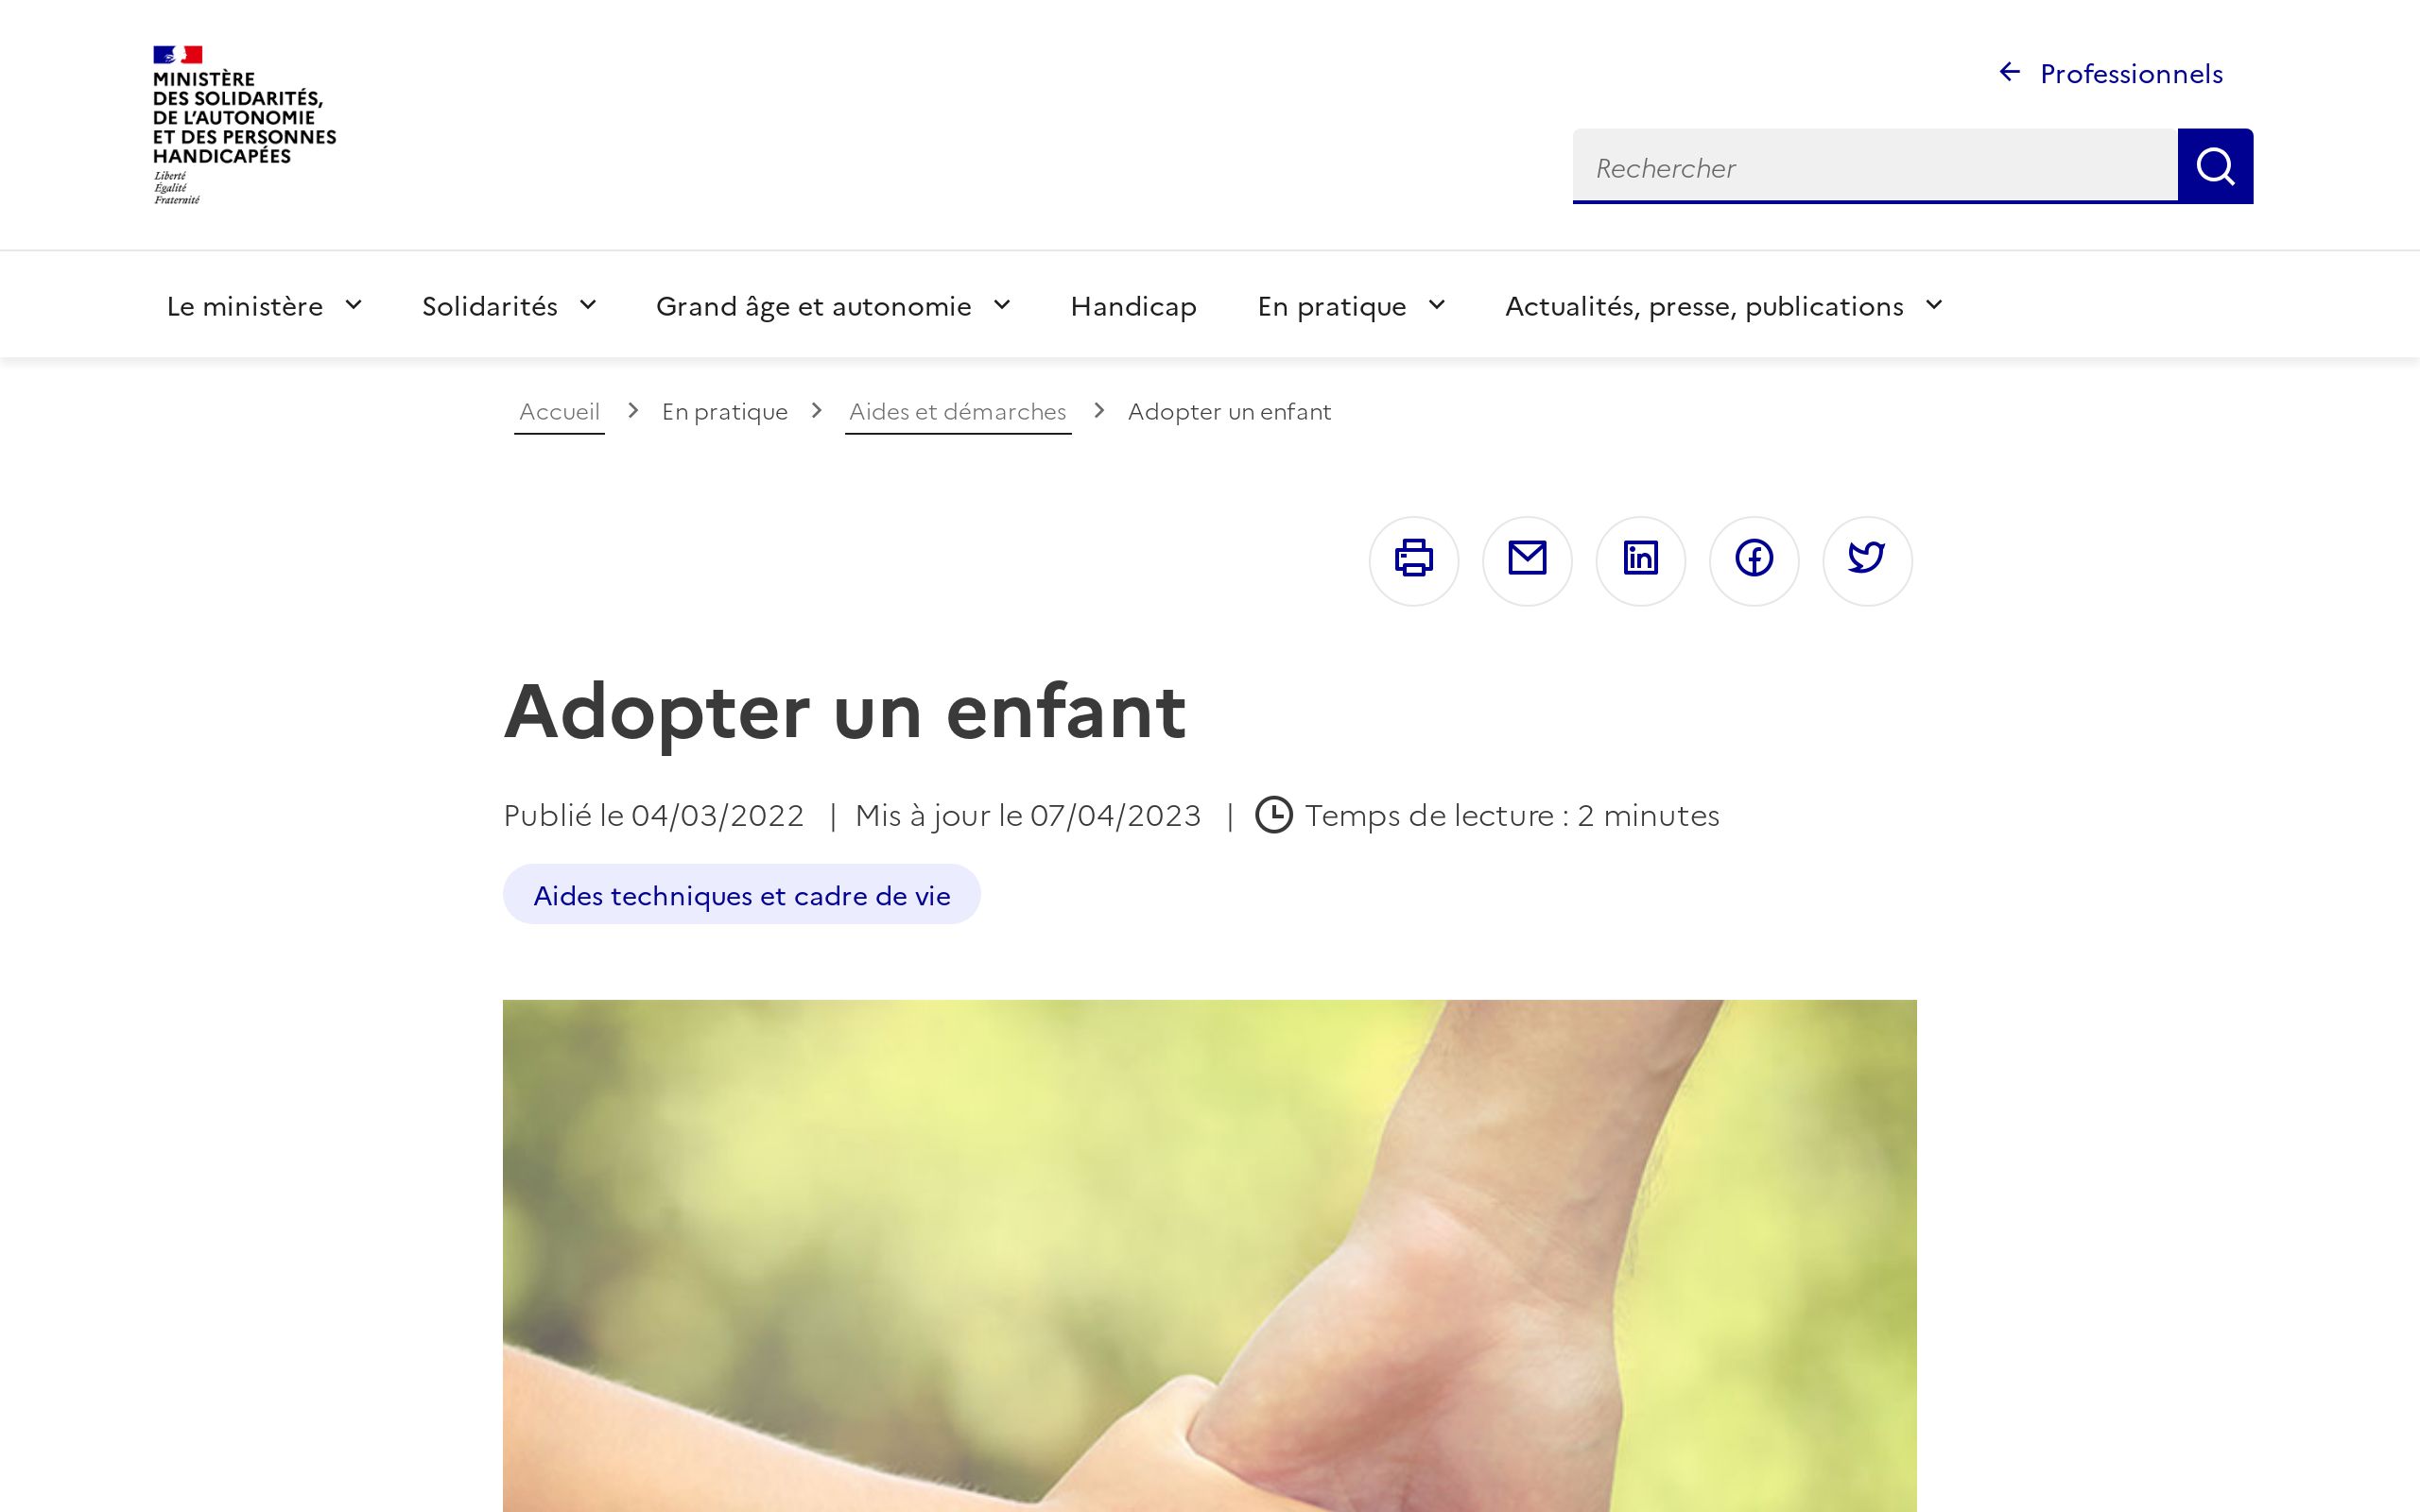 MINISTÈRE
DES SOLIDARITÉS,
DE L'AUTONOMIE
ET DES PERSONNES
HANDICAPÉES
Liberté
Égalité
Fraternité
Professionnels
Rechercher
Le ministère Solidarités Grand âge et autonomie Handicap En pratique Actualités, presse, publications
Accueil En pratique Aides et démarches Adopter un enfant
Adopter un enfant
Publié le 04/03/2022 | Mis à jour le 07/04/2023 | Temps de lecture : 2 minutes
Aides techniques et cadre de vie